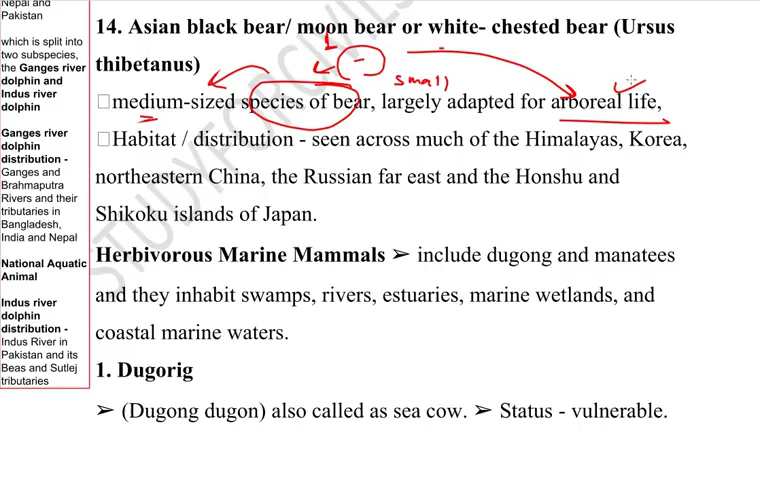 Nepal and
Pakistan
which is split into
two subspecies,
the Ganges river
dolphin and
Indus river
dolphin
Ganges river
dolphin
distribution -
Ganges and
Brahmaputra
Rivers and their
tributaries in
Bangladesh,
India and Nepal
National Aquatic
Animal
Indus river
dolphin
distribution -
Indus River in
Pakistan and its
Beas and Sutlej
tributaries
14. Asian black bear/ moon bear or white- chested bear (Ursus
thibetanus)
small
□medium-sized species of bear, largely adapted for arboreal life,
□Habitat / distribution - seen across much of the Himalayas, Korea,
northeastern China, the Russian far east and the Honshu and
Shikoku islands of Japan.
Herbivorous Marine Mammals ➢ include dugong and manatees
and they inhabit swamps, rivers, estuaries, marine wetlands, and
coastal marine waters.
1. Dugorig
➢ (Dugong dugon) also called as sea cow. ➢ Status - vulnerable.
STUDYFORCIVILS